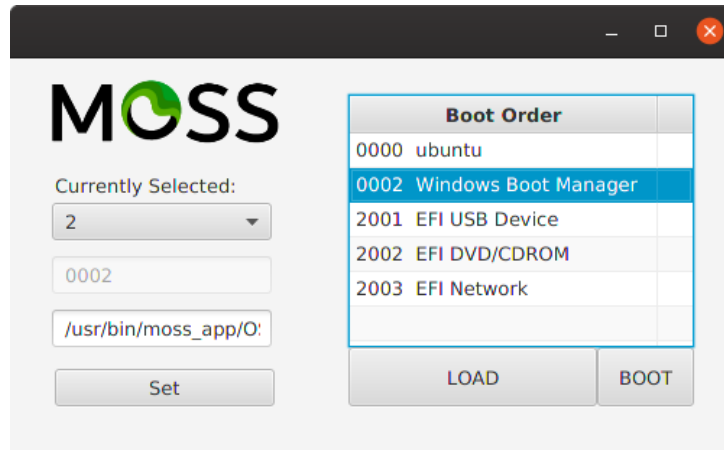 MOSS
Currently Selected:
2
0002
/usr/bin/moss_app/O
Set
Boot Order
0000 ubuntu
0002 Windows Boot Manager
2001 EFI USB Device
2002 EFI DVD/CDROM
2003 EFI Network
LOAD
BOOT